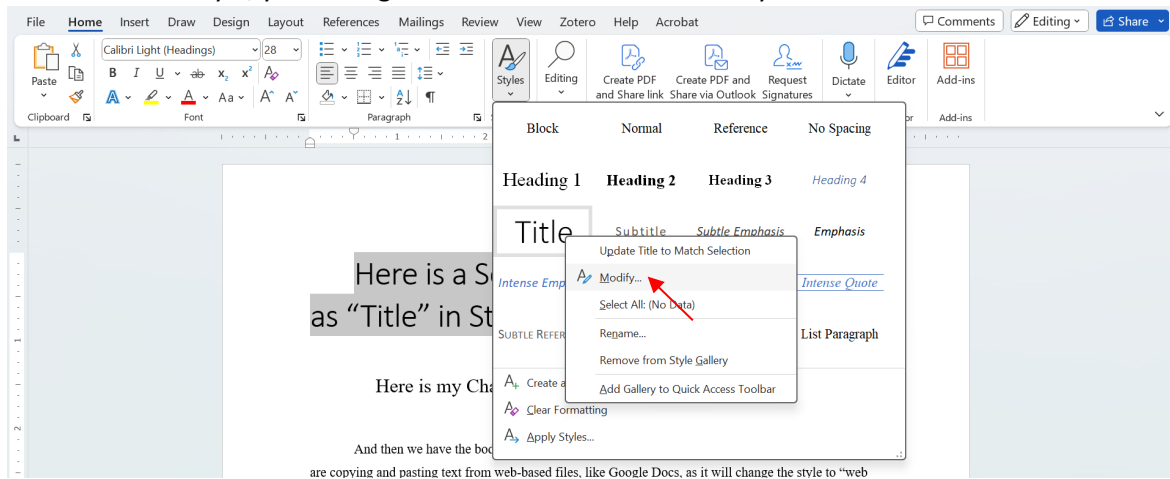 File Home Insert Draw Design Layout References Mailings Review View Zotero Help Acrobat Comments Editing Share
Calibri Light (Headings) 28
Paste B I U ab x₂ x² A Aa A A Styles Editing Create PDF and Share link Create PDF and Share via Outlook Request Signatures Dictate Editor Add-ins
Clipboard Font Paragraph Add-ins
1 2
Block Normal Reference No Spacing
Heading 1 Heading 2 Heading 3 Heading 4
Title Subtitle Subtle Emphasis Emphasis
Update Title to Match Selection
Here is a
Intense Modify... Intense Quote
as “Title” in
Select All: (No Data)
SUBTLE Rename... List Paragraph
Remove from Style Gallery
Here is my
Create Add Gallery to Quick Access Toolbar
Clear Formatting
Apply Styles...
And then we have the
are copying and pasting text from web-based files, like Google Docs, as it will change the style to “web